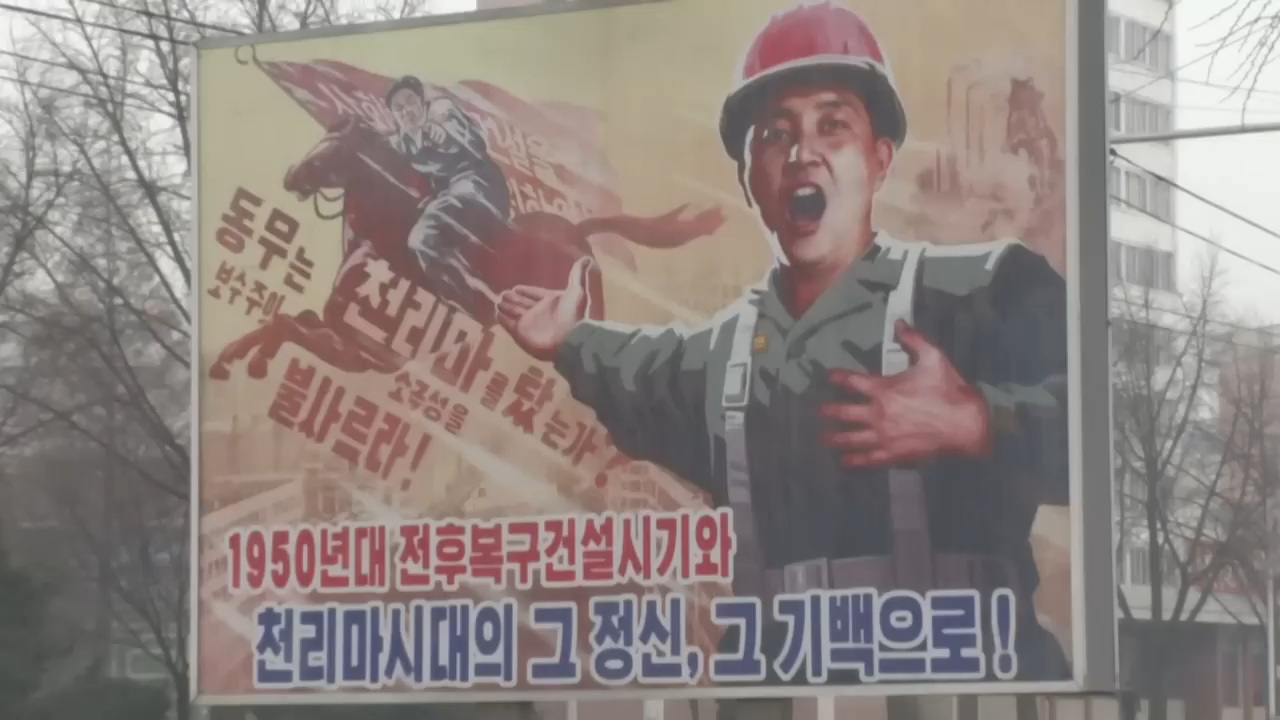 동무는 천리마를 탔는가?
보수주의 소극성을
불사르라!
1950년대 전후복구건설시기와
천리마시대의 그 정신, 그 기백으로!